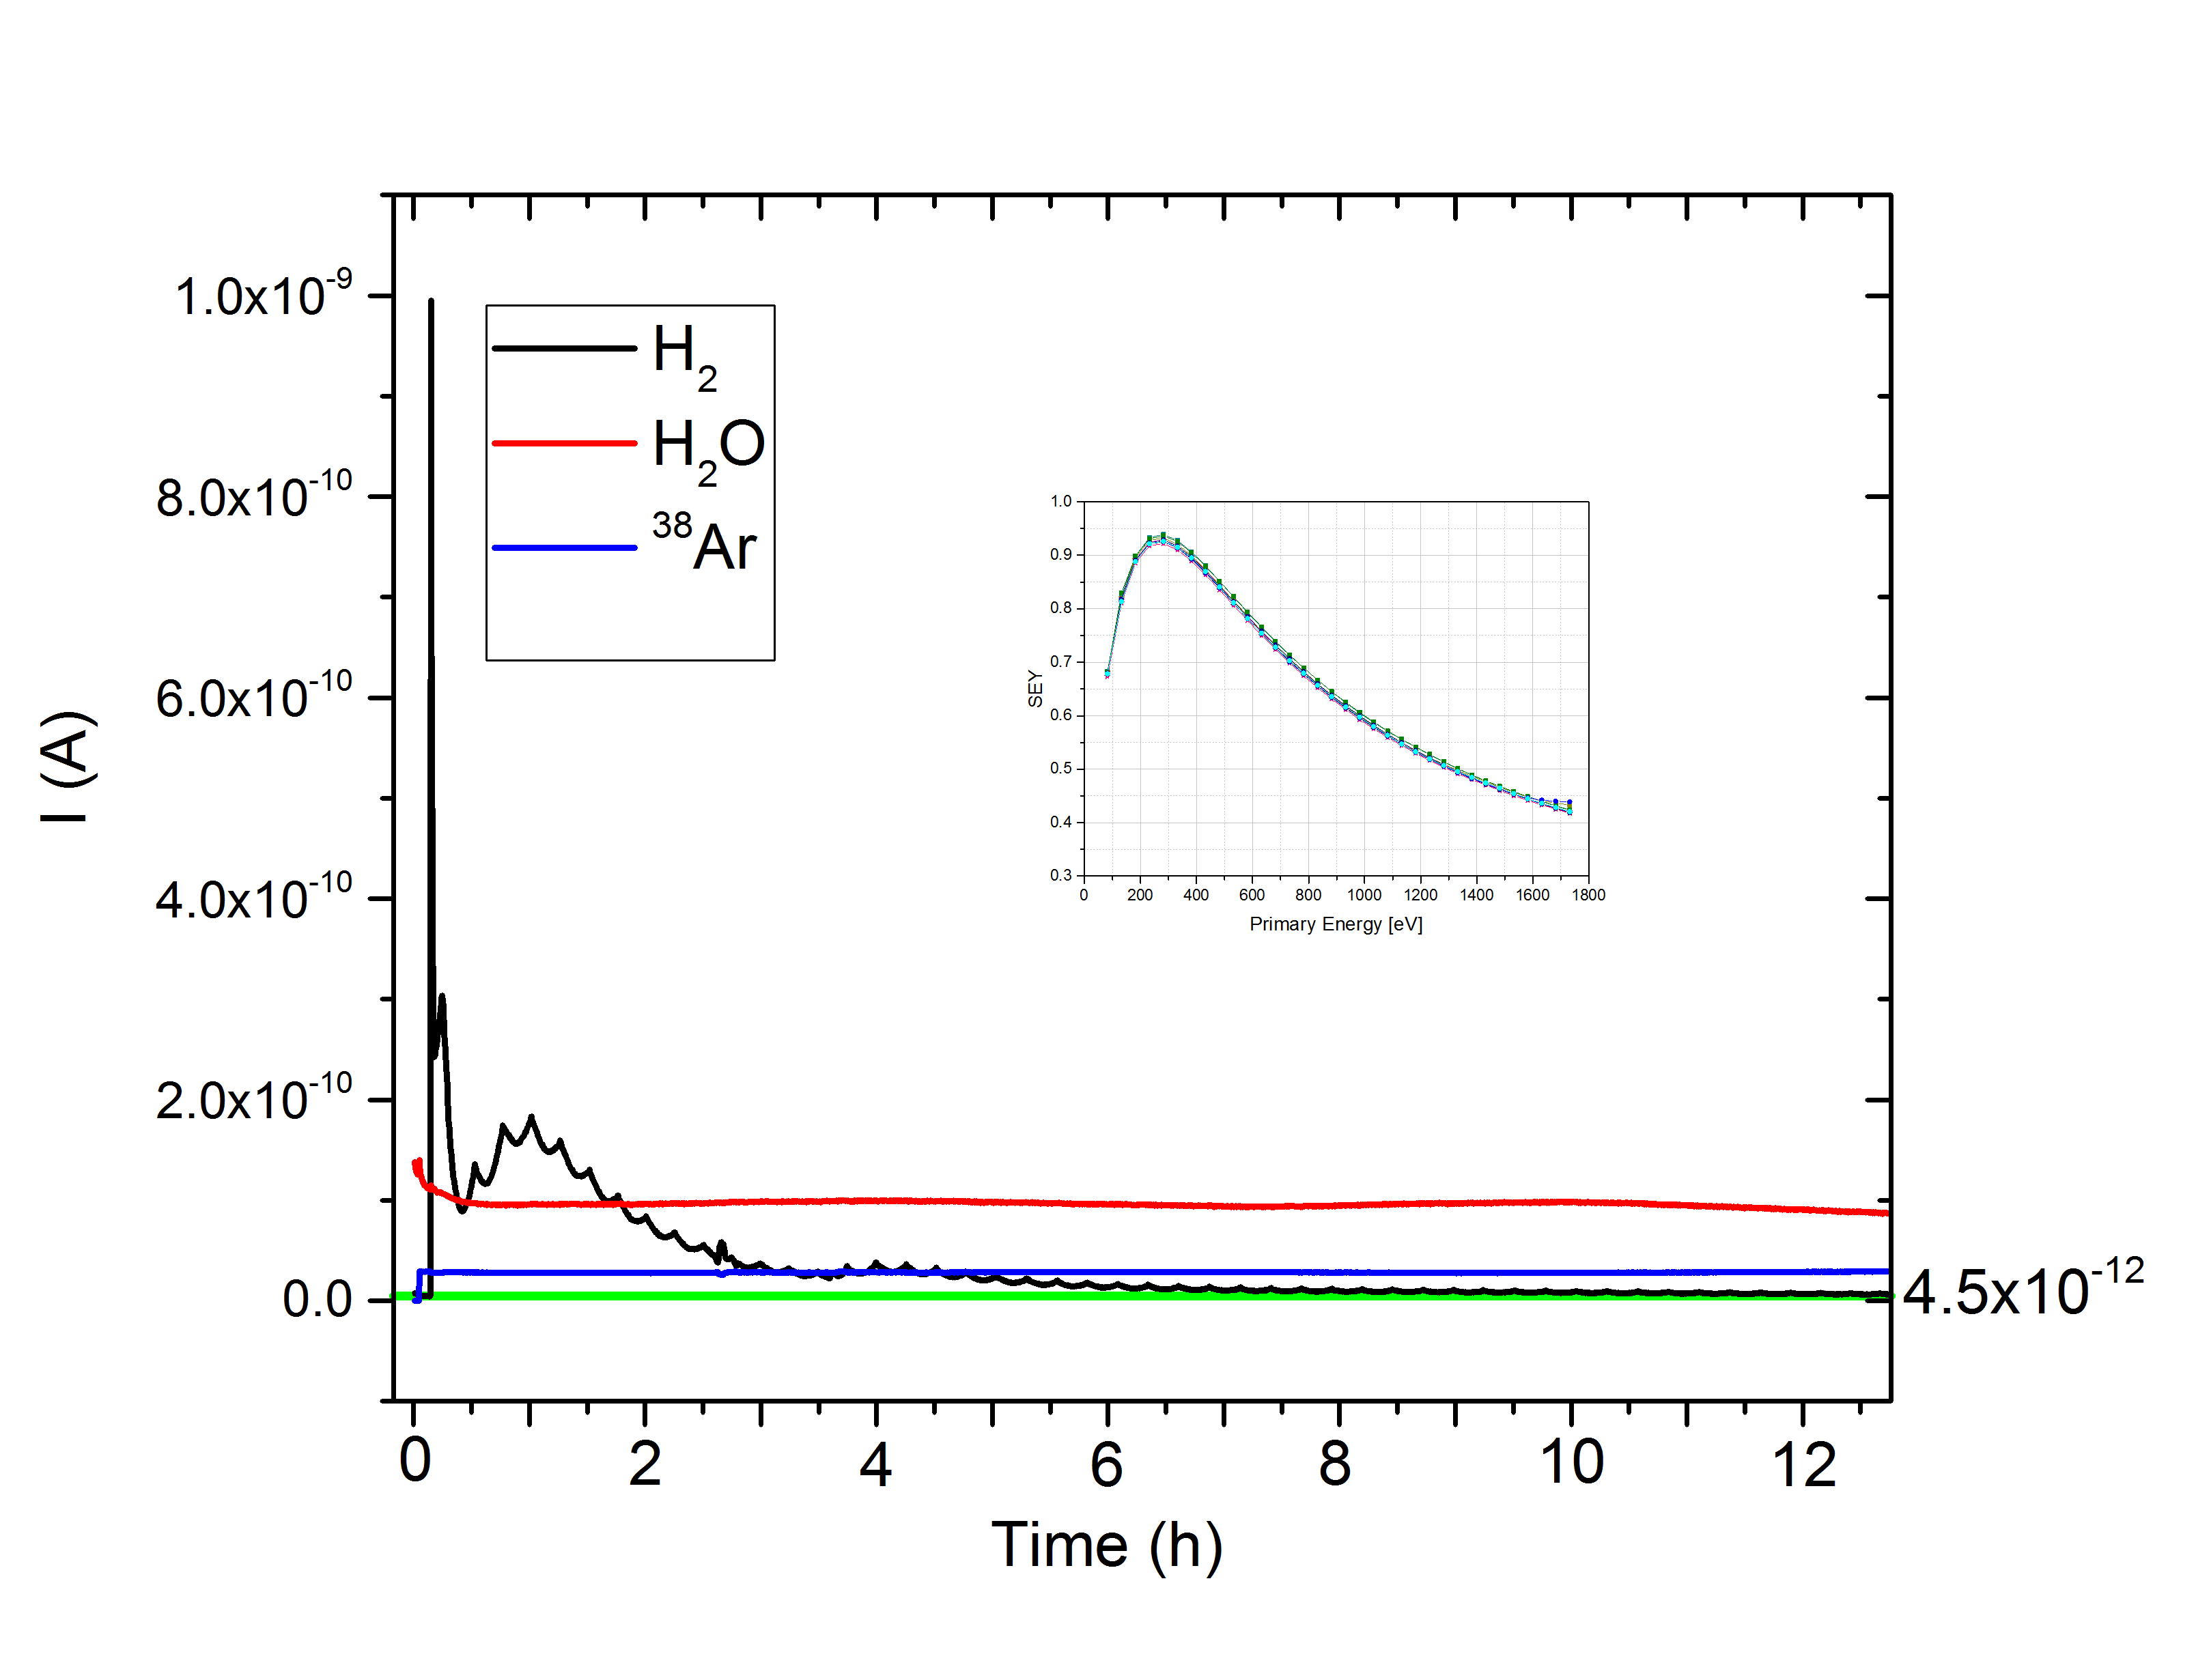 I (A)
1.0x10⁻⁹
8.0x10⁻¹⁰
6.0x10⁻¹⁰
4.0x10⁻¹⁰
2.0x10⁻¹⁰
0.0
H₂
H₂O
³⁸Ar
SEY
1.0
0.9
0.8
0.7
0.6
0.5
0.4
0.3
0 200 400 600 800 1000 1200 1400 1600 1800
Primary Energy [eV]
4.5x10⁻¹²
0 2 4 6 8 10 12
Time (h)